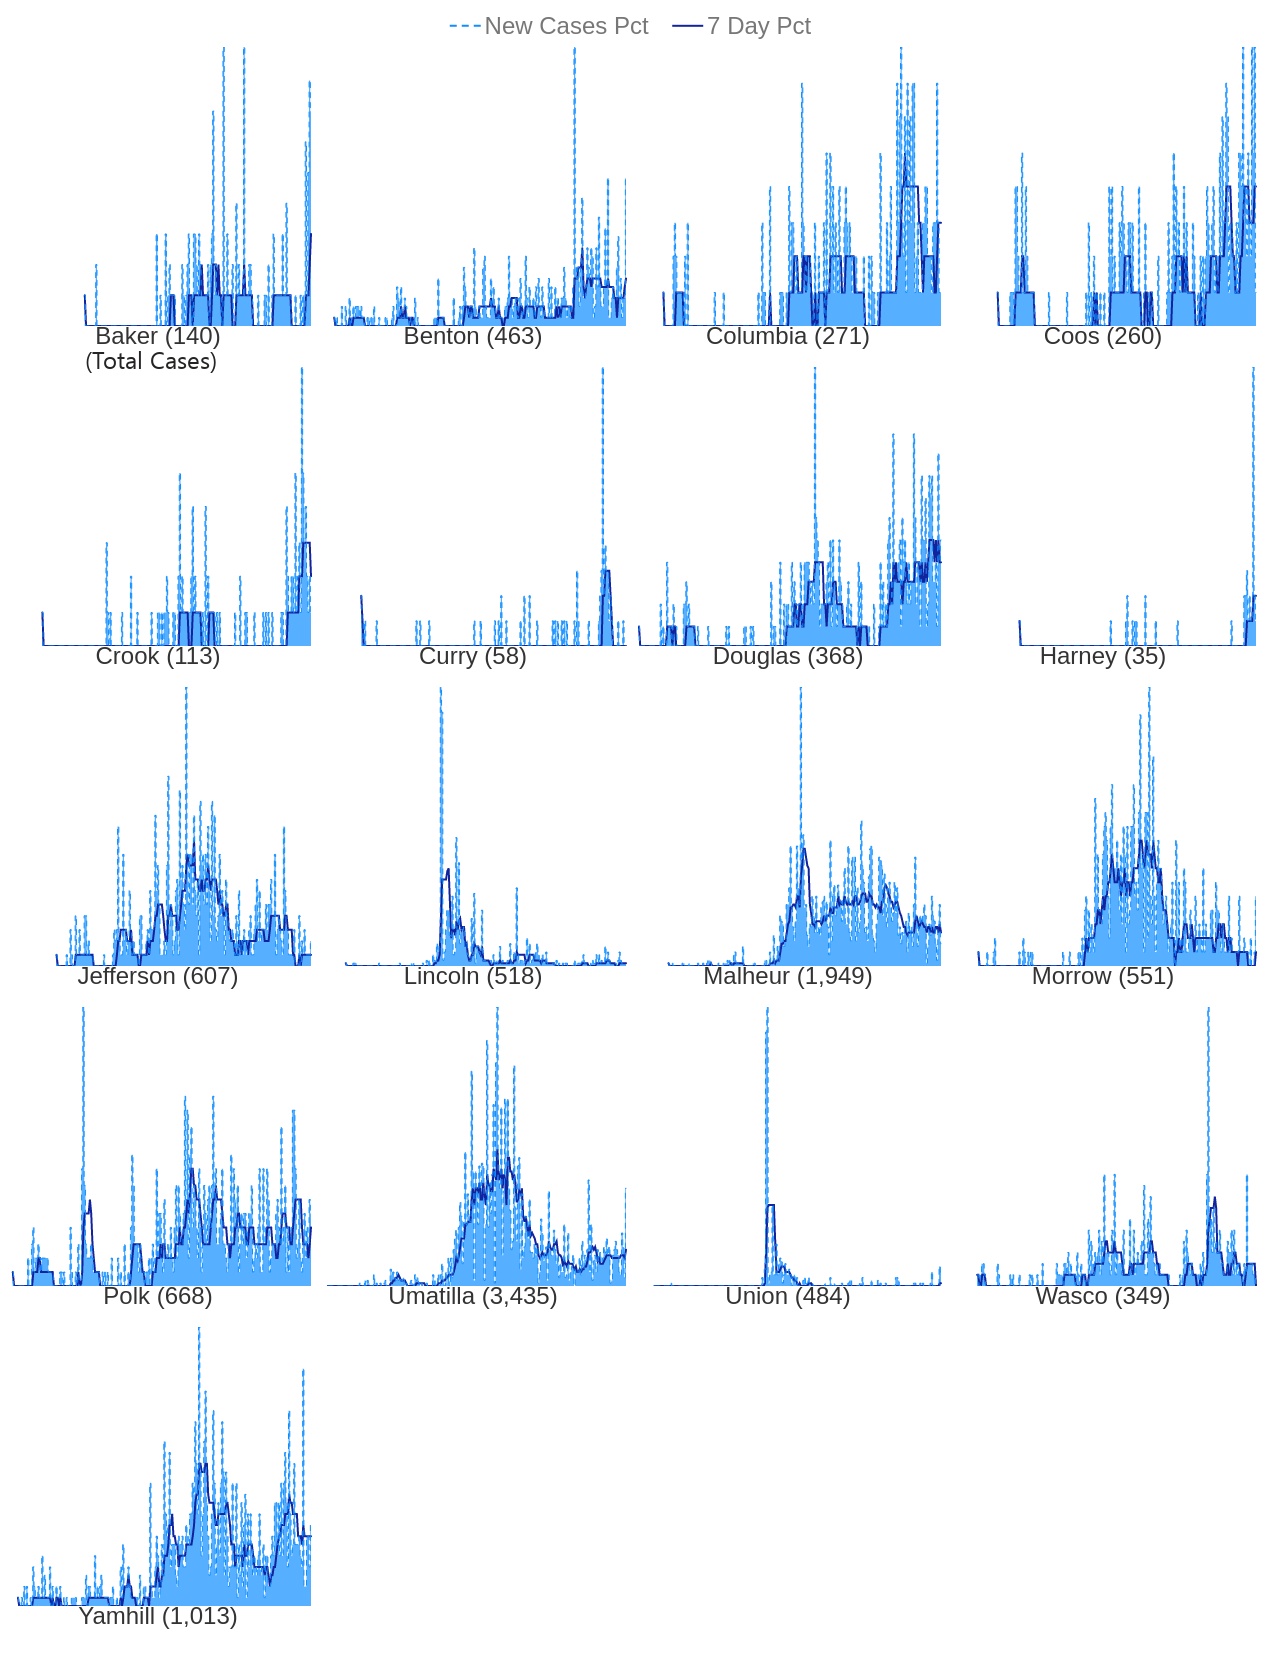 New Cases Pct 7 Day Pct
Baker (140) Benton (463) Columbia (271) Coos (260)
(Total Cases)
Crook (113) Curry (58) Douglas (368) Harney (35)
Jefferson (607) Lincoln (518) Malheur (1,949) Morrow (551)
Polk (668) Umatilla (3,435) Union (484) Wasco (349)
Yamhill (1,013)